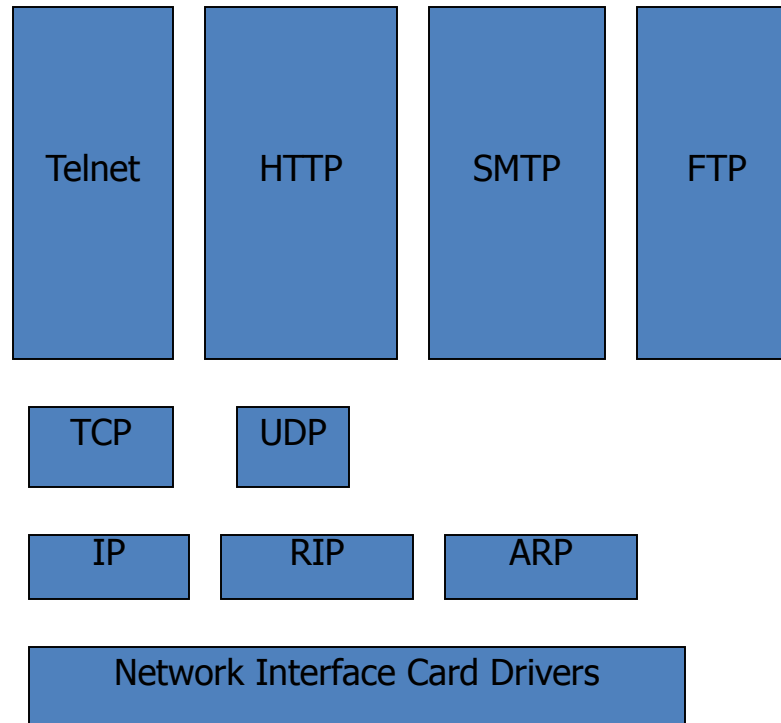 Telnet HTTP SMTP FTP
TCP UDP
IP RIP ARP
Network Interface Card Drivers